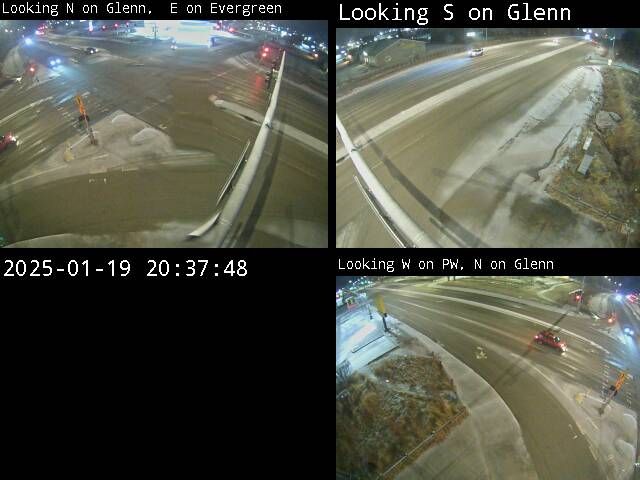 Looking N on Glenn,  E on Evergreen
Looking S on Glenn
2025-01-19 20:37:48
Looking W on PW, N on Glenn